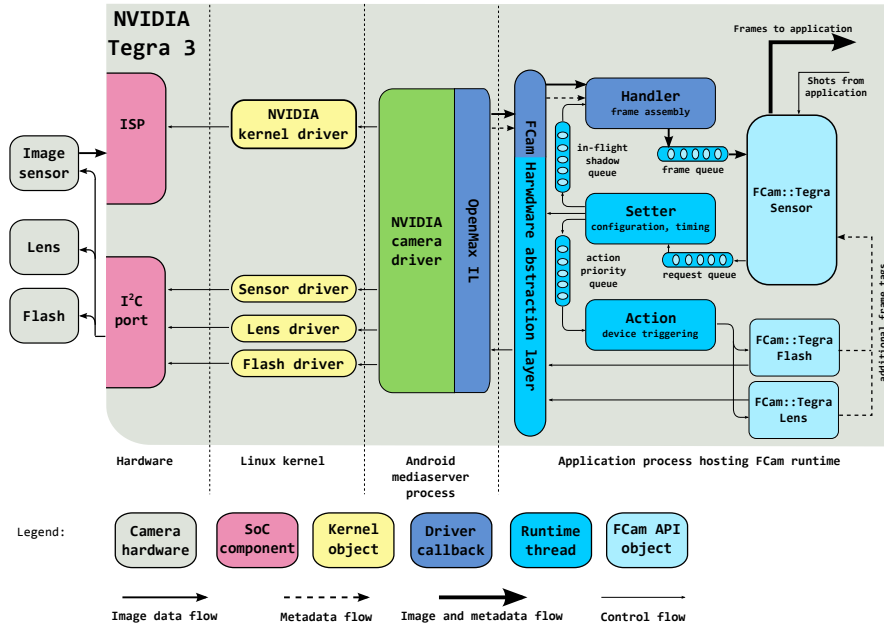 NVIDIA
Tegra 3
Frames to application
Shots from
application
ISP
NVIDIA
kernel driver
Handler
frame assembly
Image
sensor
in-flight
shadow
queue
frame queue
FCam Harwdware abstraction layer
FCam::Tegra
Sensor
NVIDIA
camera
driver
OpenMax IL
Setter
configuration, timing
Lens
action
priority
queue
request queue
Sensor driver
I²C
port
Flash
Lens driver
Action
device triggering
FCam::Tegra
Flash
additional frame tags
Flash driver
FCam::Tegra
Lens
Hardware
Linux kernel
Android
mediaserver
process
Application process hosting FCam runtime
Legend:
Camera
hardware
SoC
component
Kernel
object
Driver
callback
Runtime
thread
FCam API
object
Image data flow
Metadata flow
Image and metadata flow
Control flow